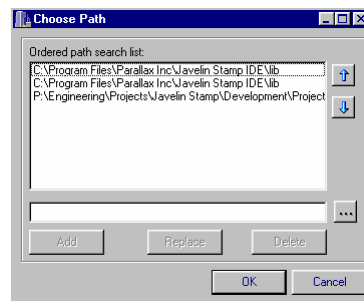 Choose Path
Ordered path search list:
C:\Program Files\Parallax Inc\Javelin Stamp IDE\lib
C:\Program Files\Parallax Inc\Javelin Stamp IDE\lib
P:\Engineering\Projects\Javelin Stamp\Development\Project
...
Add Replace Delete
OK Cancel